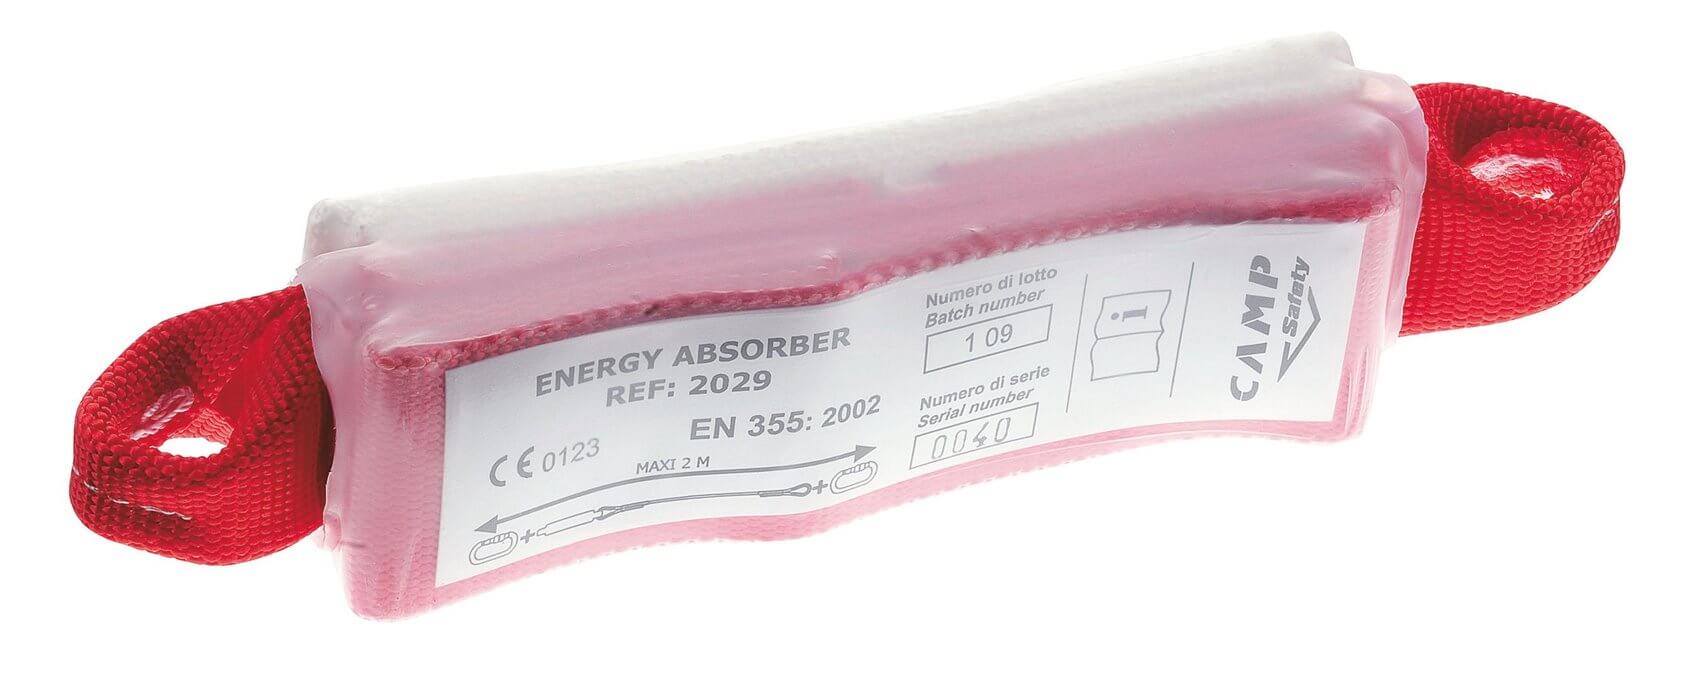 ENERGY ABSORBER
REF: 2029
EN 355: 2002
CE 0123
MAXI 2 M
+
+
Numero di lotto
Batch number
1 09
Numero di serie
Serial number
0040
i
CAMP
Safety